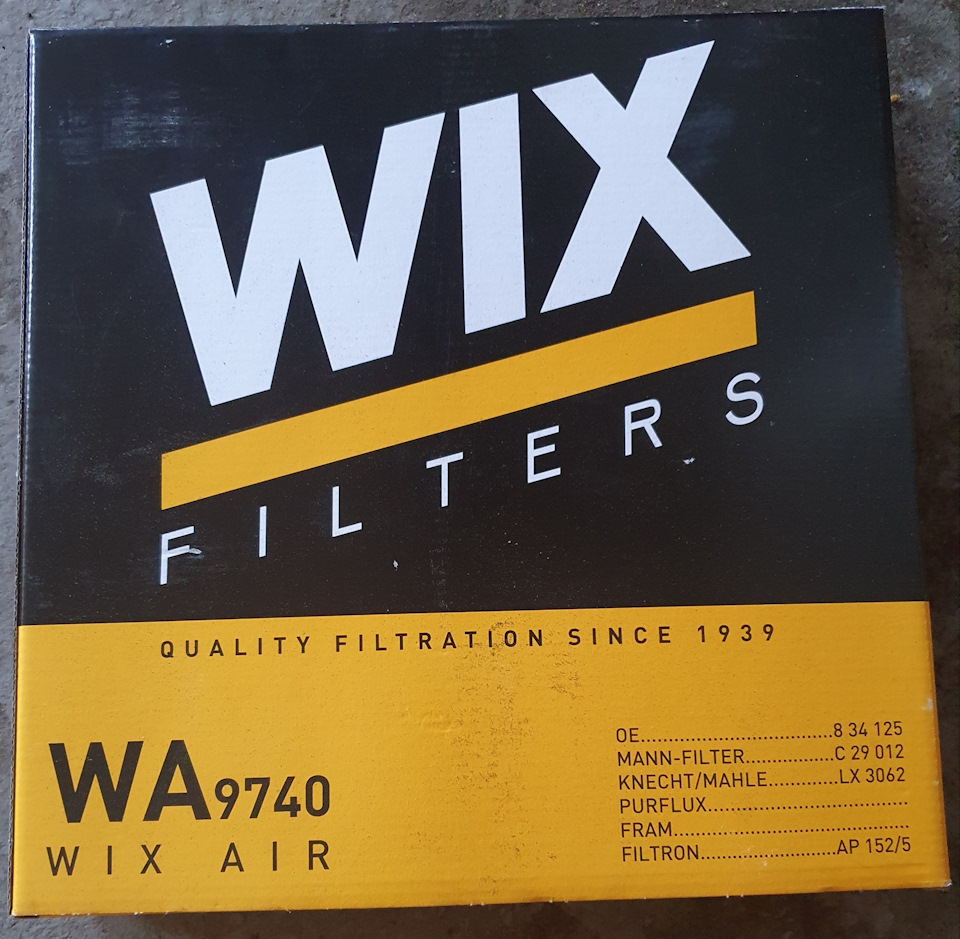 WIX
FILTERS
QUALITY FILTRATION SINCE 1939
WA9740
WIX AIR
OE.................................8 34 125
MANN-FILTER.................C 29 012
KNECHT/MAHLE............LX 3062
PURFLUX...................................
FRAM.........................................
FILTRON........................AP 152/5